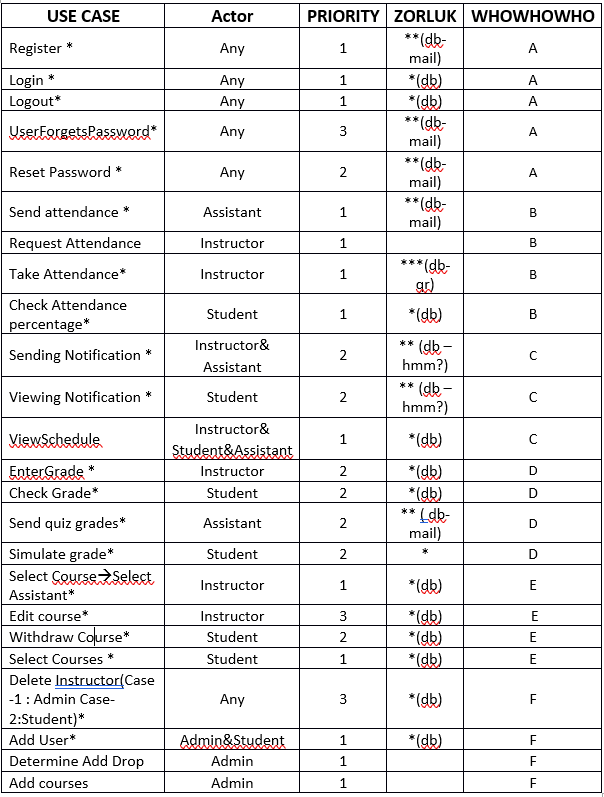 USE CASE Actor PRIORITY ZORLUK WHOWHOWHO
Register * Any 1 **(db-
mail) A
Login * Any 1 *(db) A
Logout* Any 1 *(db) A
UserForgetsPassword* Any 3 **(db-
mail) A
Reset Password * Any 2 **(db-
mail) A
Send attendance * Assistant 1 **(db-
mail) B
Request Attendance Instructor 1 B
Take Attendance* Instructor 1 ***(db-
qr) B
Check Attendance
percentage* Student 1 *(db) B
Sending Notification * Instructor&
Assistant 2 ** (db –
hmm?) C
Viewing Notification * Student 2 ** (db –
hmm?) C
ViewSchedule Instructor&
Student&Assistant 1 *(db) C
EnterGrade * Instructor 2 *(db) D
Check Grade* Student 2 *(db) D
Send quiz grades* Assistant 2 ** ( db-
mail) D
Simulate grade* Student 2 * D
Select Course→Select
Assistant* Instructor 1 *(db) E
Edit course* Instructor 3 *(db) E
Withdraw Course* Student 2 *(db) E
Select Courses * Student 1 *(db) E
Delete Instructor(Case
-1 : Admin Case-
2:Student)* Any 3 *(db) F
Add User* Admin&Student 1 *(db) F
Determine Add Drop Admin 1 F
Add courses Admin 1 F